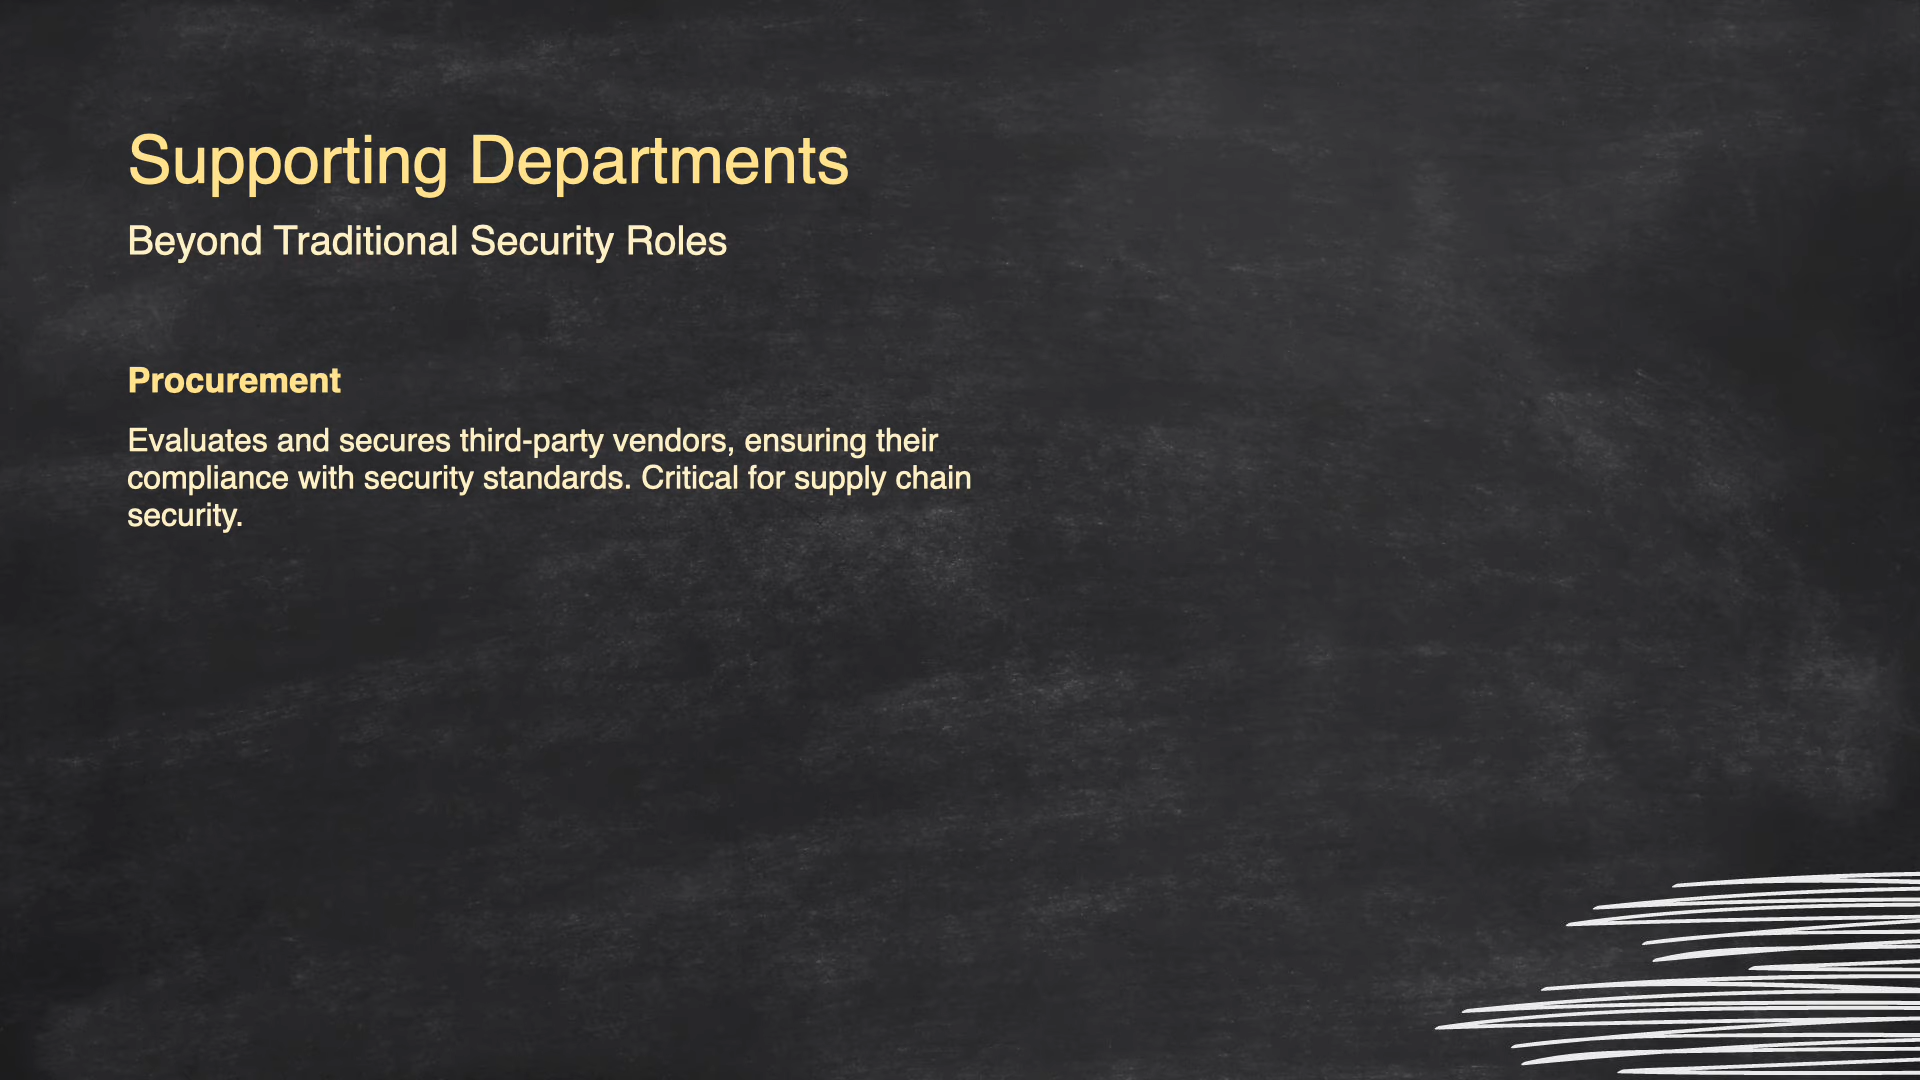 Supporting Departments
Beyond Traditional Security Roles
Procurement
Evaluates and secures third-party vendors, ensuring their
compliance with security standards. Critical for supply chain
security.